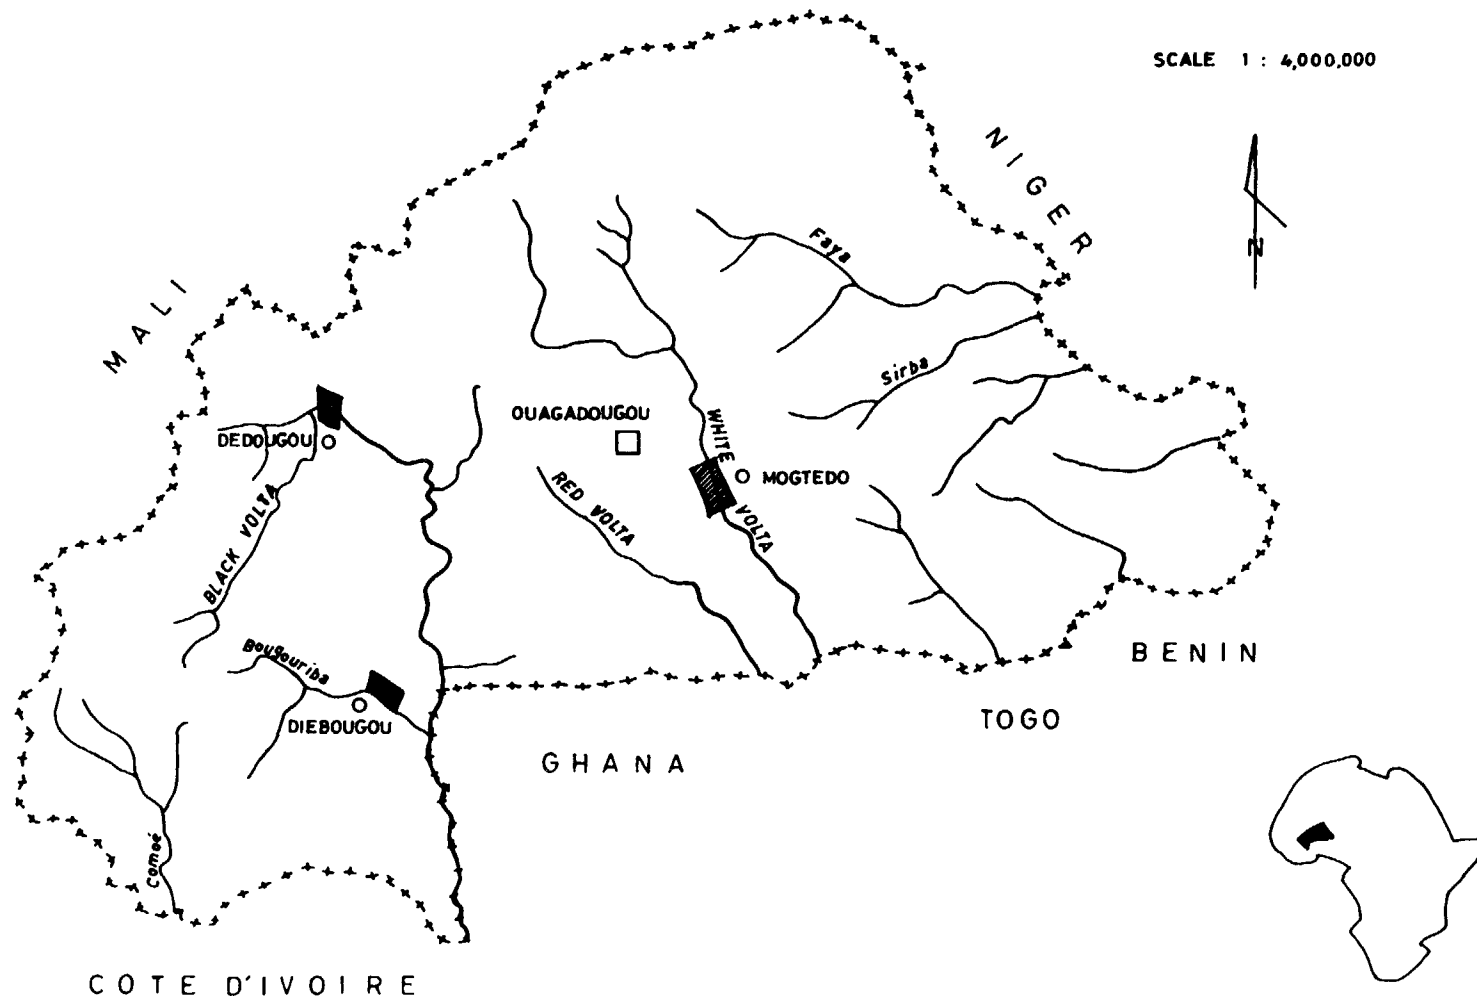 SCALE 1 : 4,000,000
NIGER
N
Faya
MALI
Sirba
OUAGADOUGOU
WHITE VOLTA
DEDOUGOU
MOGTEDO
RED VOLTA
BLACK VOLTA
Bougouriba
BENIN
DIEBOUGOU
TOGO
GHANA
Comoé
COTE D'IVOIRE